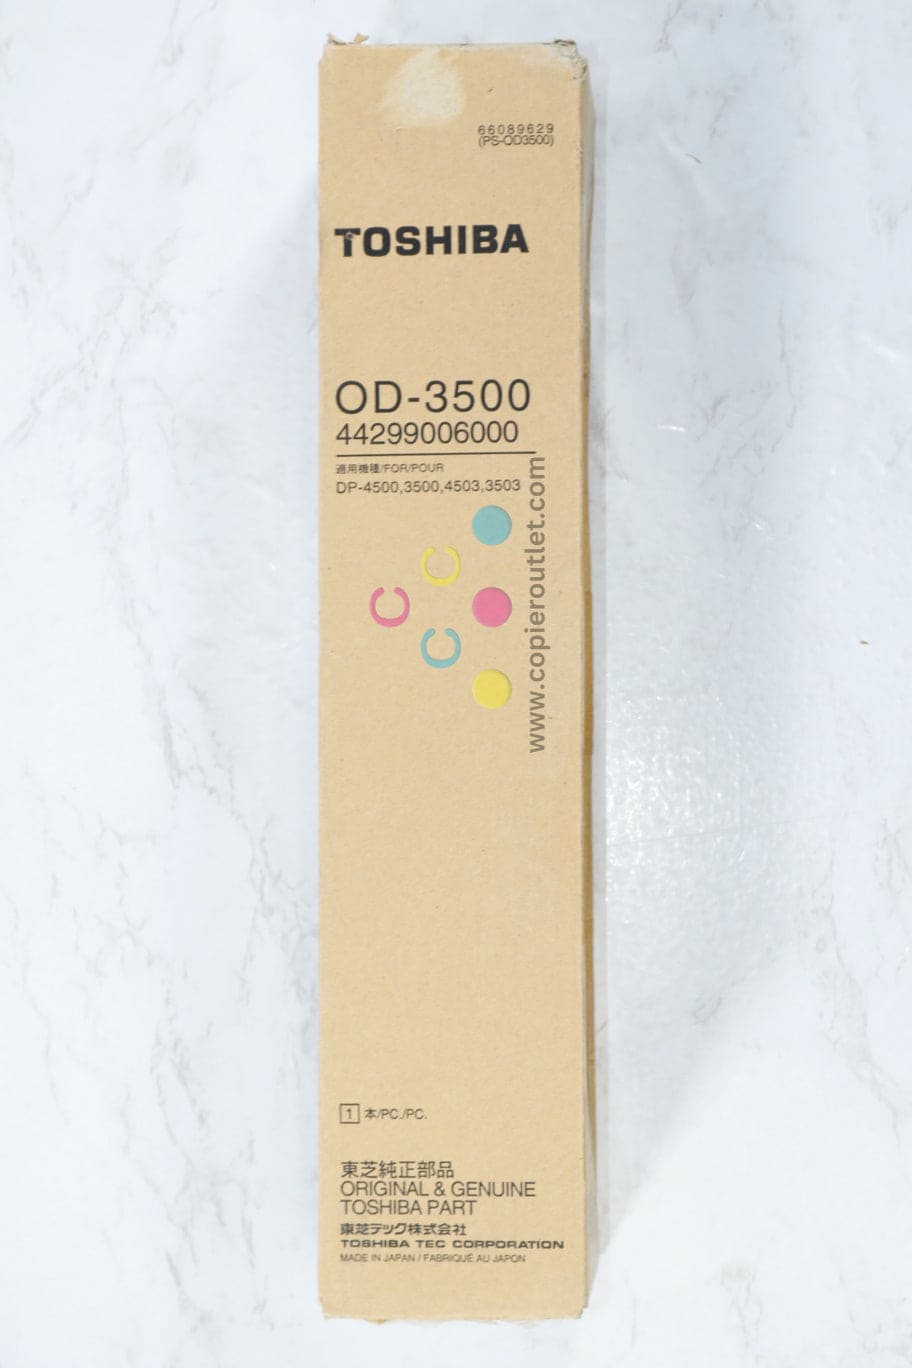 66089629
(PS-OD3500)
TOSHIBA
OD-3500
44299006000
適用機種/FOR/POUR
DP-4500,3500,4503,3503
www.copieroutlet.com
C
C
C
1 本/PC./PC.
東芝純正部品
ORIGINAL & GENUINE
TOSHIBA PART
東芝テック株式会社
TOSHIBA TEC CORPORATION
MADE IN JAPAN / FABRIQUÉ AU JAPON